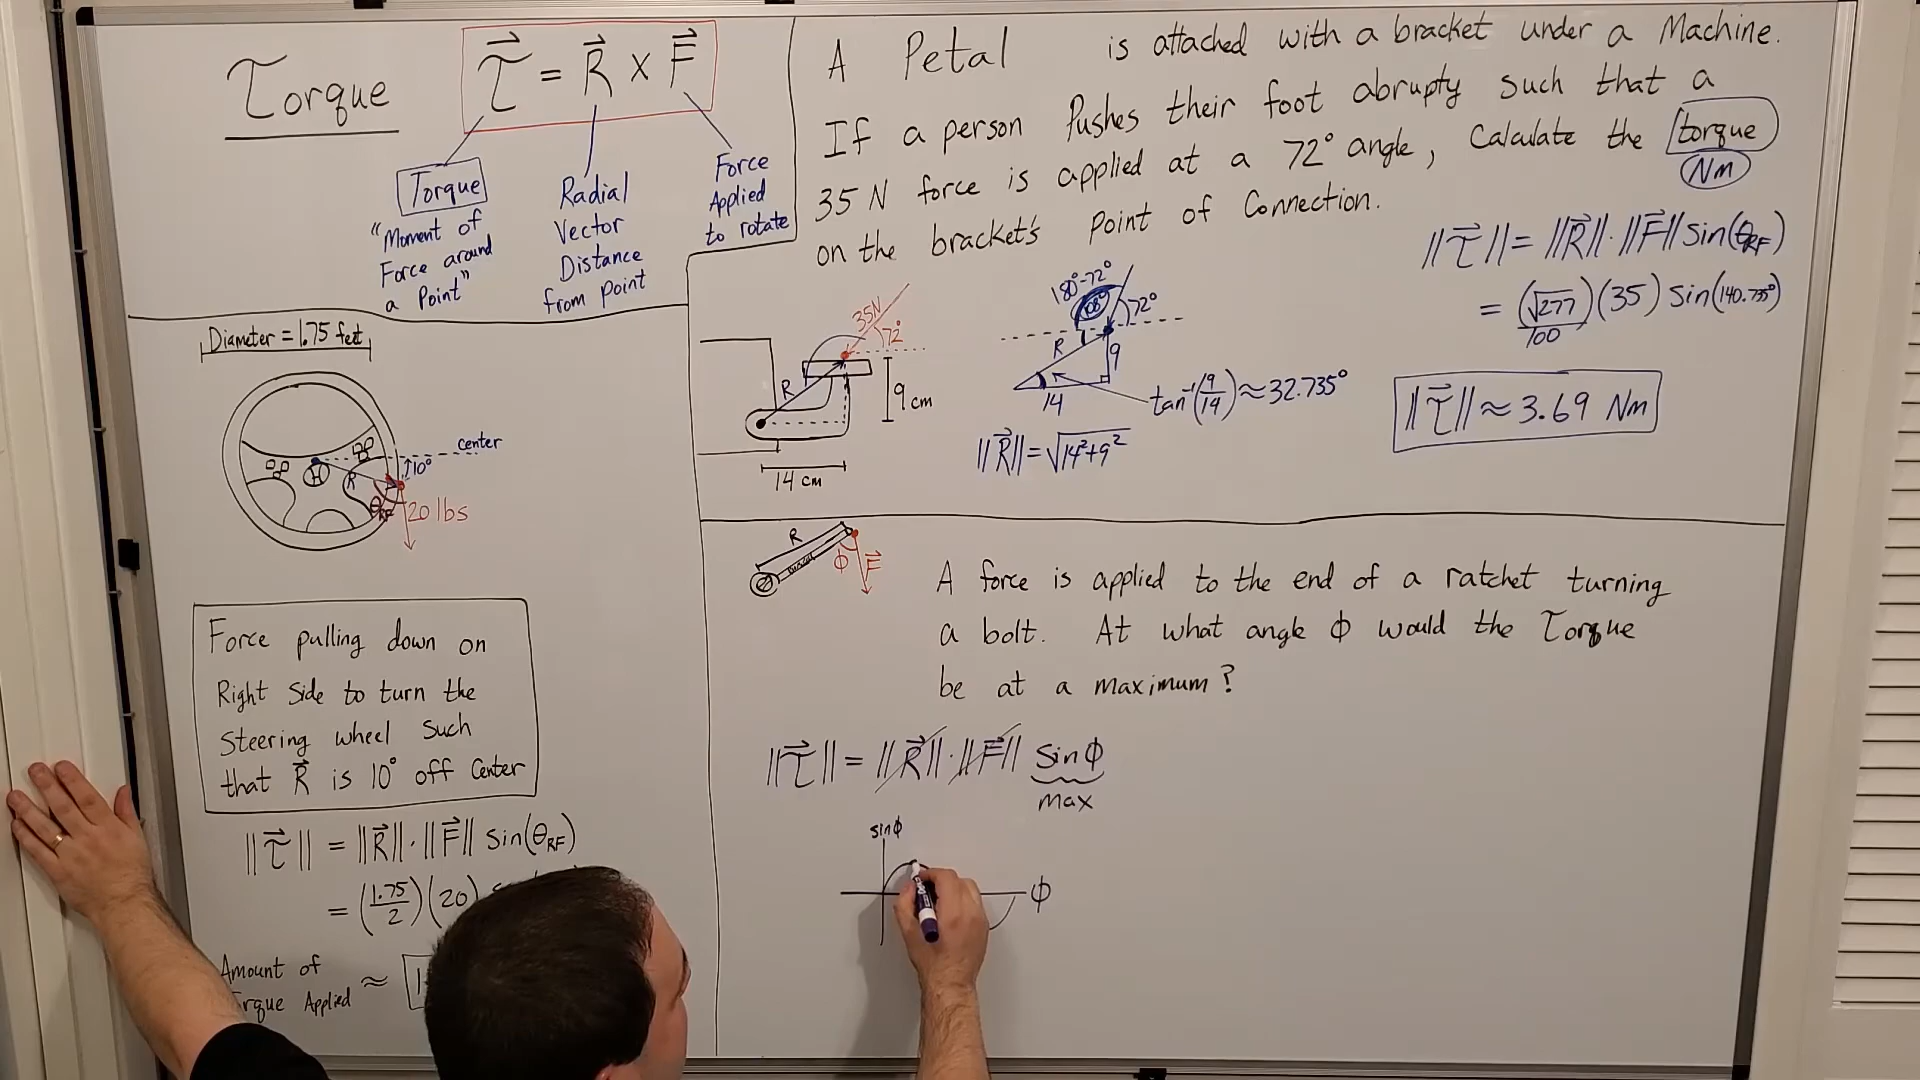 Torque
τ⃗ = R⃗ x F⃗
Torque
"Moment of
Force around
a Point"
Radial
Vector
Distance
from point
Force
Applied
to rotate
A Petal is attached with a bracket under a Machine.
If a person Pushes their foot abrupty such that a
35 N force is applied at a 72° angle, Calculate the torque
Nm
on the bracket's Point of Connection.
35N
72°
R
9 cm
14 cm
180°-72°
108°
72°
R
9
14
tan⁻¹(9/14) ≈ 32.735°
||R⃗|| = √14²+9²
||τ⃗|| = ||R⃗||·||F⃗|| sin(θRF)
= (√277/100)(35) sin(140.735°)
||τ⃗|| ≈ 3.69 Nm
Diameter = 1.75 feet
center
10°
H
R
θRF
20 lbs
Force pulling down on
Right Side to turn the
Steering wheel Such
that R⃗ is 10° off Center
||τ⃗|| = ||R⃗||·||F⃗|| Sin(θRF)
= (1.75/2)(20)
Amount of
Applied ≈
R
ϕ
F⃗
A force is applied to the end of a ratchet turning
a bolt. At what angle ϕ would the Torque
be at a maximum?
||τ⃗|| = ||R⃗||·||F⃗|| Sinϕ
max
sinϕ
ϕ